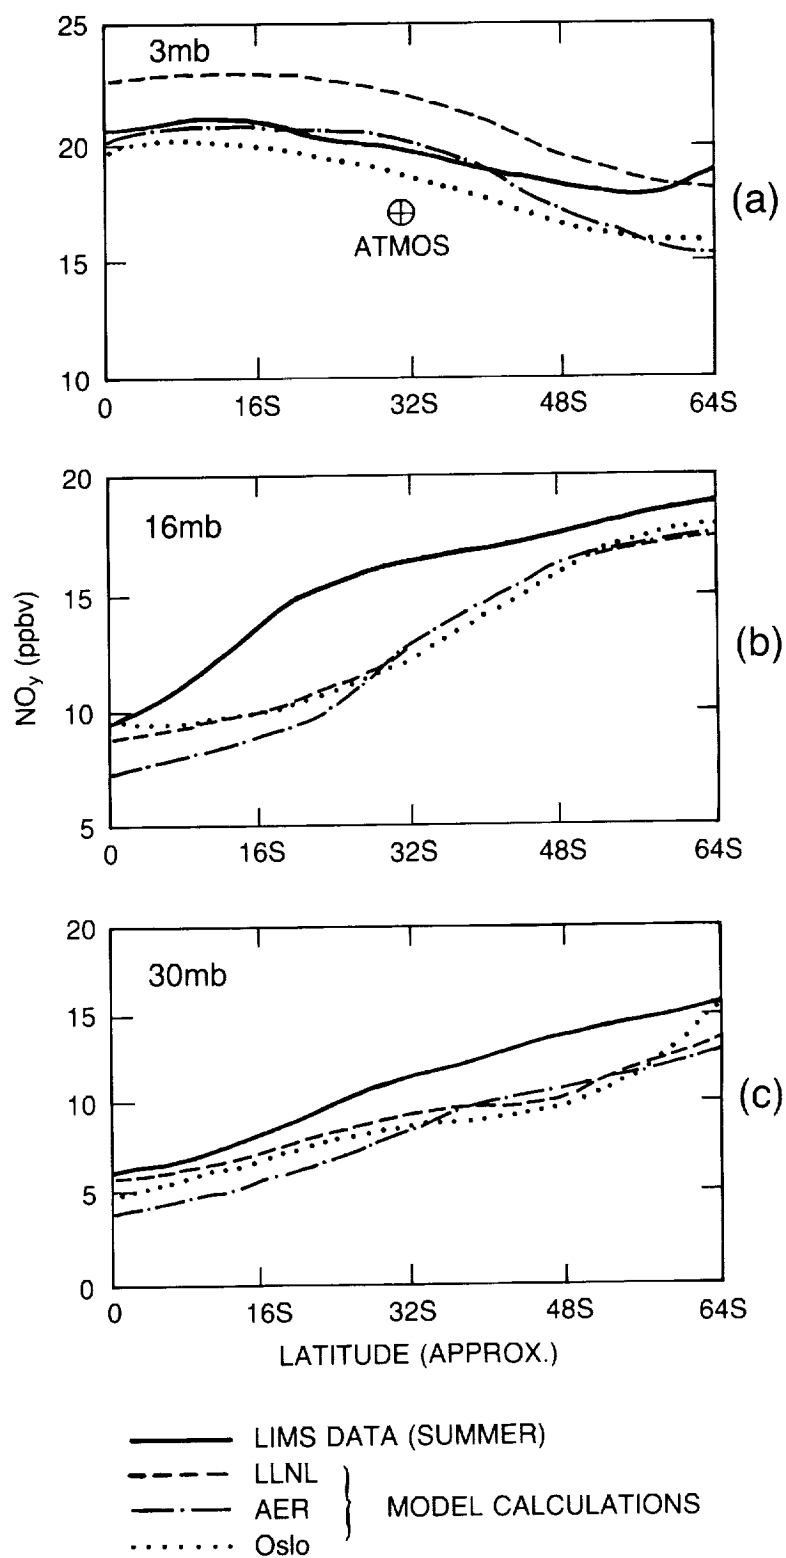 25
3mb
20
(a)
ATMOS
15
10
0 16S 32S 48S 64S
20
16mb
15
NOy (ppbv)
(b)
10
5
0 16S 32S 48S 64S
20
30mb
15
10
(c)
5
0
0 16S 32S 48S 64S
LATITUDE (APPROX.)
LIMS DATA (SUMMER)
LLNL
AER
MODEL CALCULATIONS
Oslo